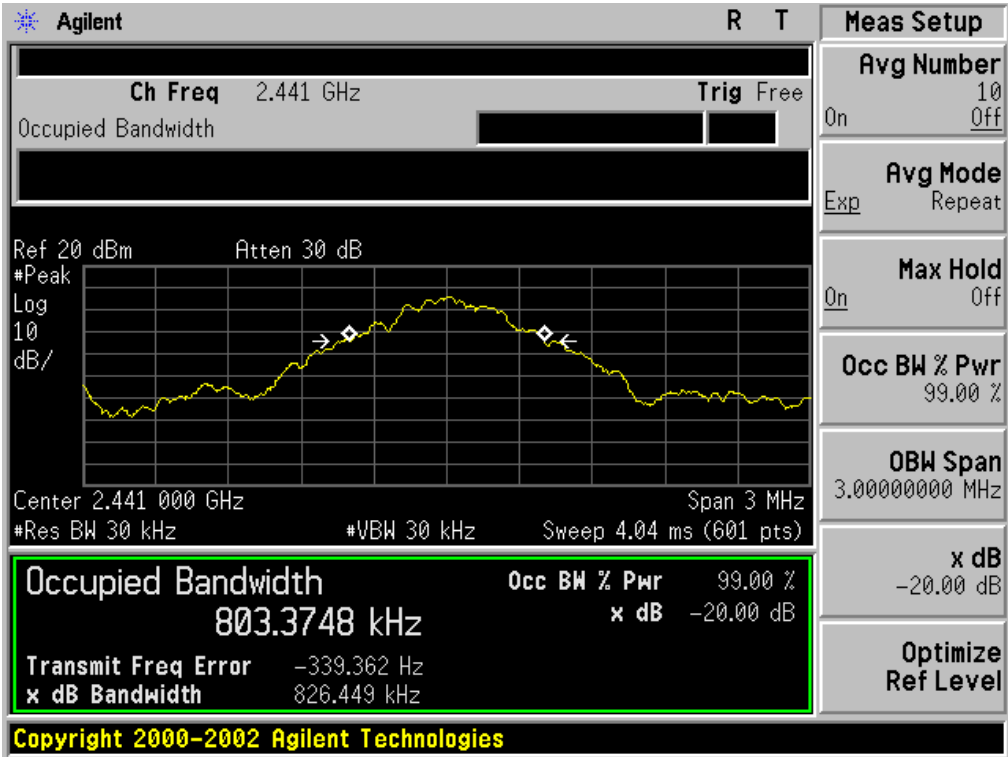 Agilent R T
Meas Setup
Ch Freq 2.441 GHz Trig Free
Occupied Bandwidth
Avg Number
10
On Off
Avg Mode
Exp Repeat
Max Hold
On Off
Occ BW % Pwr
99.00 %
OBW Span
3.00000000 MHz
x dB
-20.00 dB
Optimize
Ref Level
Ref 20 dBm Atten 30 dB
#Peak
Log
10
dB/
Center 2.441 000 GHz Span 3 MHz
#Res BW 30 kHz #VBW 30 kHz Sweep 4.04 ms (601 pts)
Occupied Bandwidth Occ BW % Pwr 99.00 %
803.3748 kHz x dB -20.00 dB
Transmit Freq Error -339.362 Hz
x dB Bandwidth 826.449 kHz
Copyright 2000-2002 Agilent Technologies